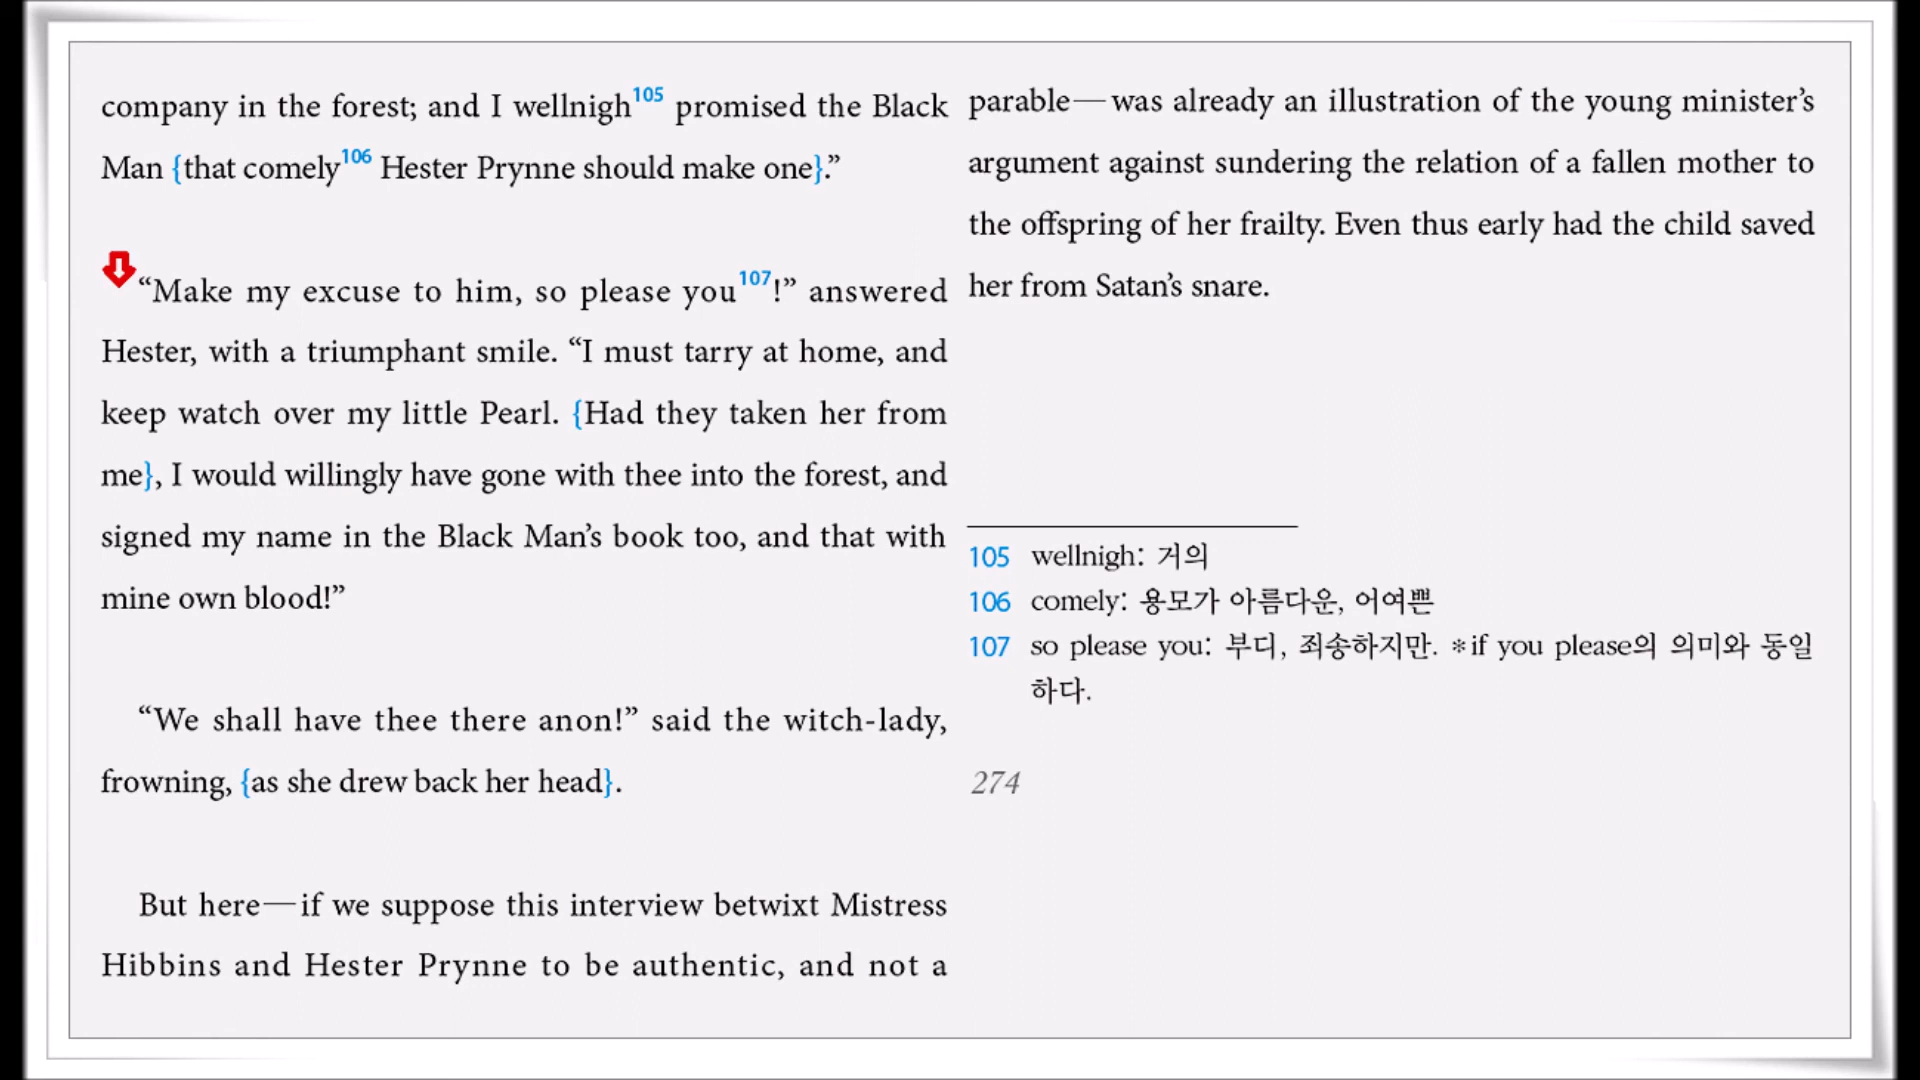 company in the forest; and I wellnigh105 promised the Black
Man {that comely106 Hester Prynne should make one}.”
“Make my excuse to him, so please you107!” answered
Hester, with a triumphant smile. “I must tarry at home, and
keep watch over my little Pearl. {Had they taken her from
me}, I would willingly have gone with thee into the forest, and
signed my name in the Black Man’s book too, and that with
mine own blood!”
“We shall have thee there anon!” said the witch-lady,
frowning, {as she drew back her head}.
But here—if we suppose this interview betwixt Mistress
Hibbins and Hester Prynne to be authentic, and not a
parable—was already an illustration of the young minister’s
argument against sundering the relation of a fallen mother to
the offspring of her frailty. Even thus early had the child saved
her from Satan’s snare.
105 wellnigh: 거의
106 comely: 용모가 아름다운, 어여쁜
107 so please you: 부디, 죄송하지만. *if you please의 의미와 동일
하다.
274